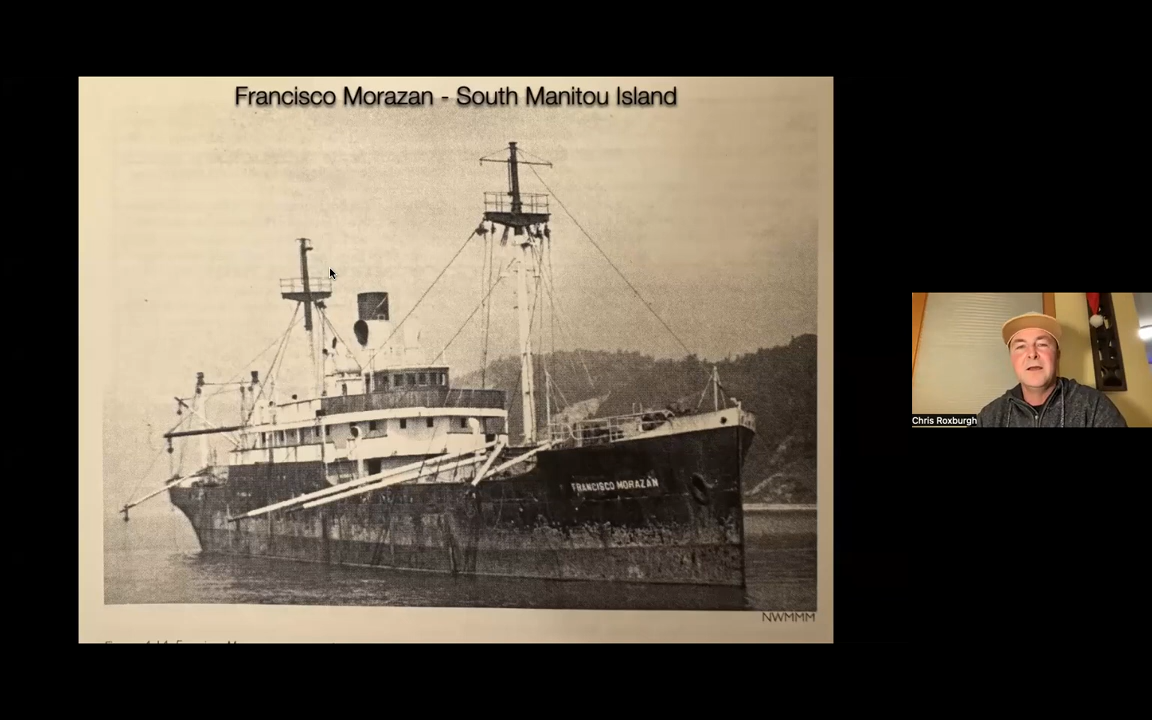 Francisco Morazan - South Manitou Island
FRANCISCO MORAZAN
NWMMM
Chris Roxburgh